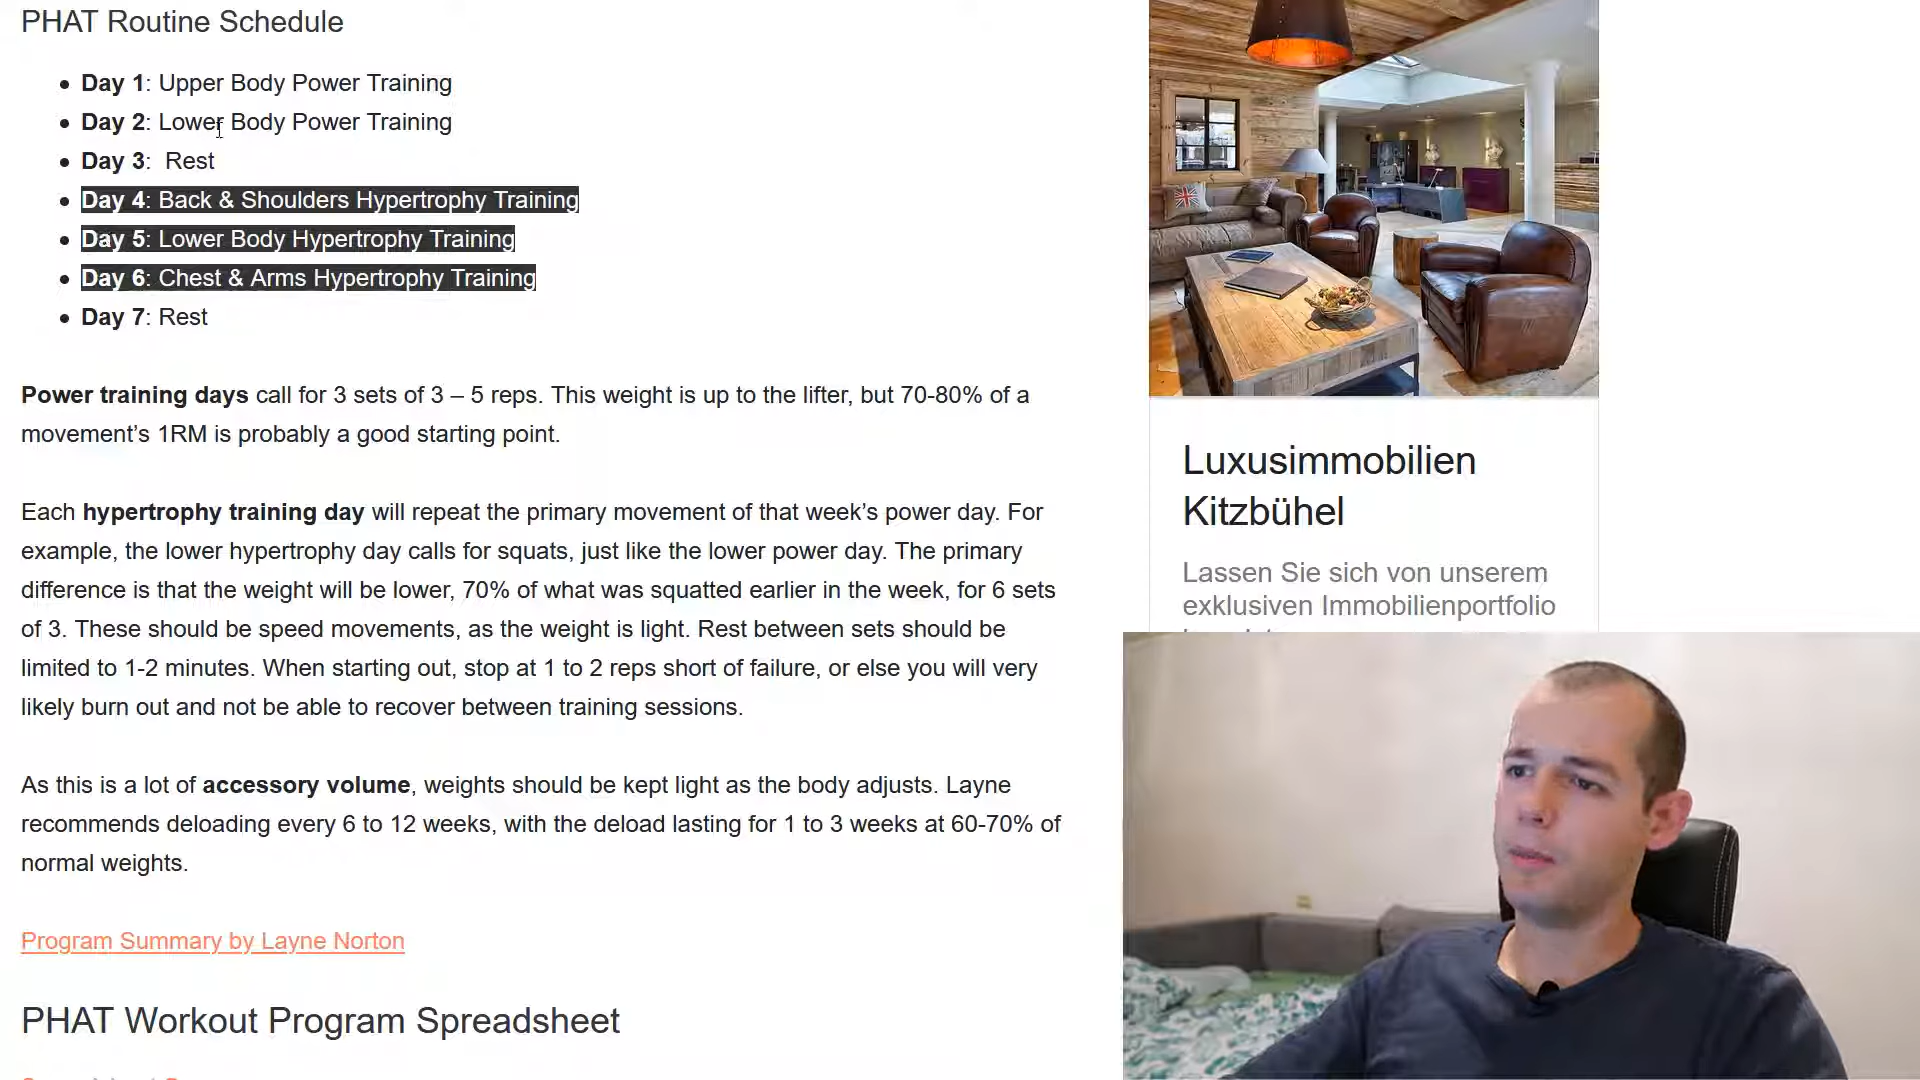 PHAT Routine Schedule
Day 1: Upper Body Power Training
Day 2: Lower Body Power Training
Day 3:  Rest
Day 4: Back & Shoulders Hypertrophy Training
Day 5: Lower Body Hypertrophy Training
Day 6: Chest & Arms Hypertrophy Training
Day 7: Rest
Power training days call for 3 sets of 3 – 5 reps. This weight is up to the lifter, but 70-80% of a
movement’s 1RM is probably a good starting point.
Each hypertrophy training day will repeat the primary movement of that week’s power day. For
example, the lower hypertrophy day calls for squats, just like the lower power day. The primary
difference is that the weight will be lower, 70% of what was squatted earlier in the week, for 6 sets
of 3. These should be speed movements, as the weight is light. Rest between sets should be
limited to 1-2 minutes. When starting out, stop at 1 to 2 reps short of failure, or else you will very
likely burn out and not be able to recover between training sessions.
As this is a lot of accessory volume, weights should be kept light as the body adjusts. Layne
recommends deloading every 6 to 12 weeks, with the deload lasting for 1 to 3 weeks at 60-70% of
normal weights.
Program Summary by Layne Norton
PHAT Workout Program Spreadsheet
Luxusimmobilien
Kitzbühel
Lassen Sie sich von unserem
exklusiven Immobilienportfolio